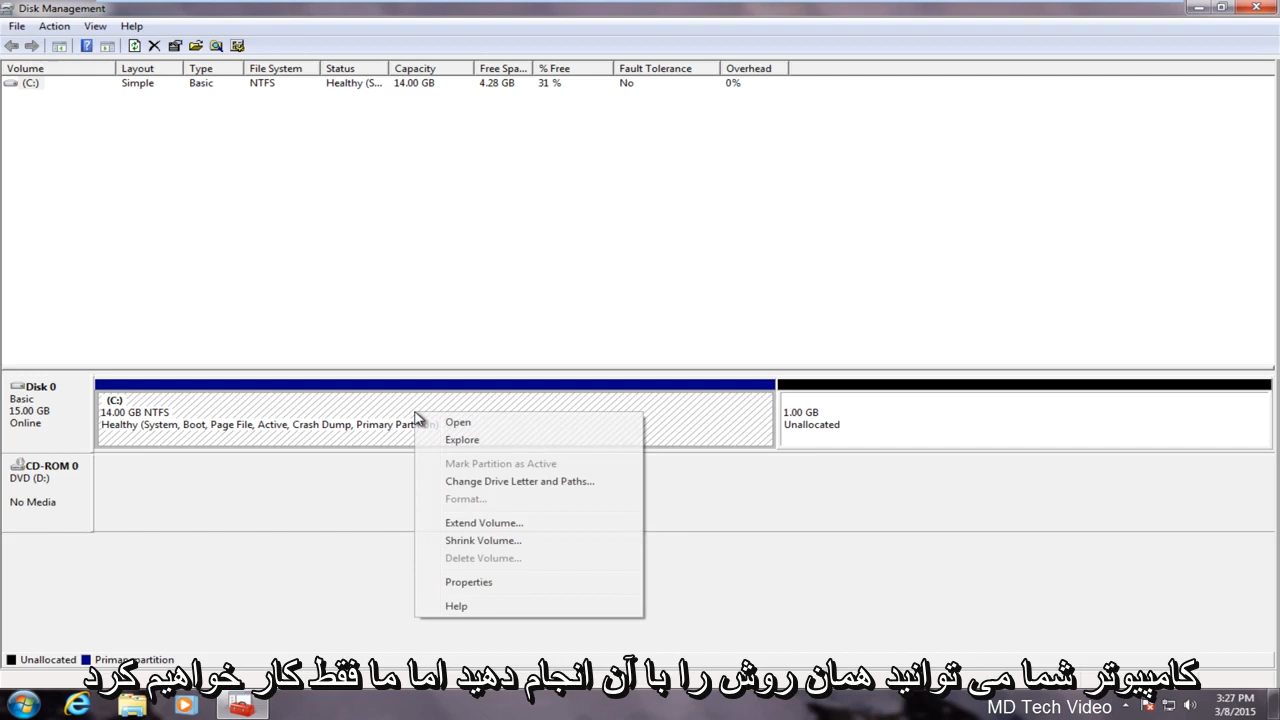 Disk Management
File Action View Help
Volume Layout Type File System Status Capacity Free Spa... % Free Fault Tolerance Overhead
(C:) Simple Basic NTFS Healthy (S... 14.00 GB 4.28 GB 31 % No 0%
Disk 0
Basic
15.00 GB
Online
(C:)
14.00 GB NTFS
Healthy (System, Boot, Page File, Active, Crash Dump, Primary Partition)
1.00 GB
Unallocated
CD-ROM 0
DVD (D:)
No Media
Open
Explore
Mark Partition as Active
Change Drive Letter and Paths...
Format...
Extend Volume...
Shrink Volume...
Delete Volume...
Properties
Help
Unallocated Primary partition
کامپیوتر شما می توانید همان روش را با آن انجام دهید اما ما فقط کار خواهیم کرد
MD Tech Video
3:27 PM
3/8/2015